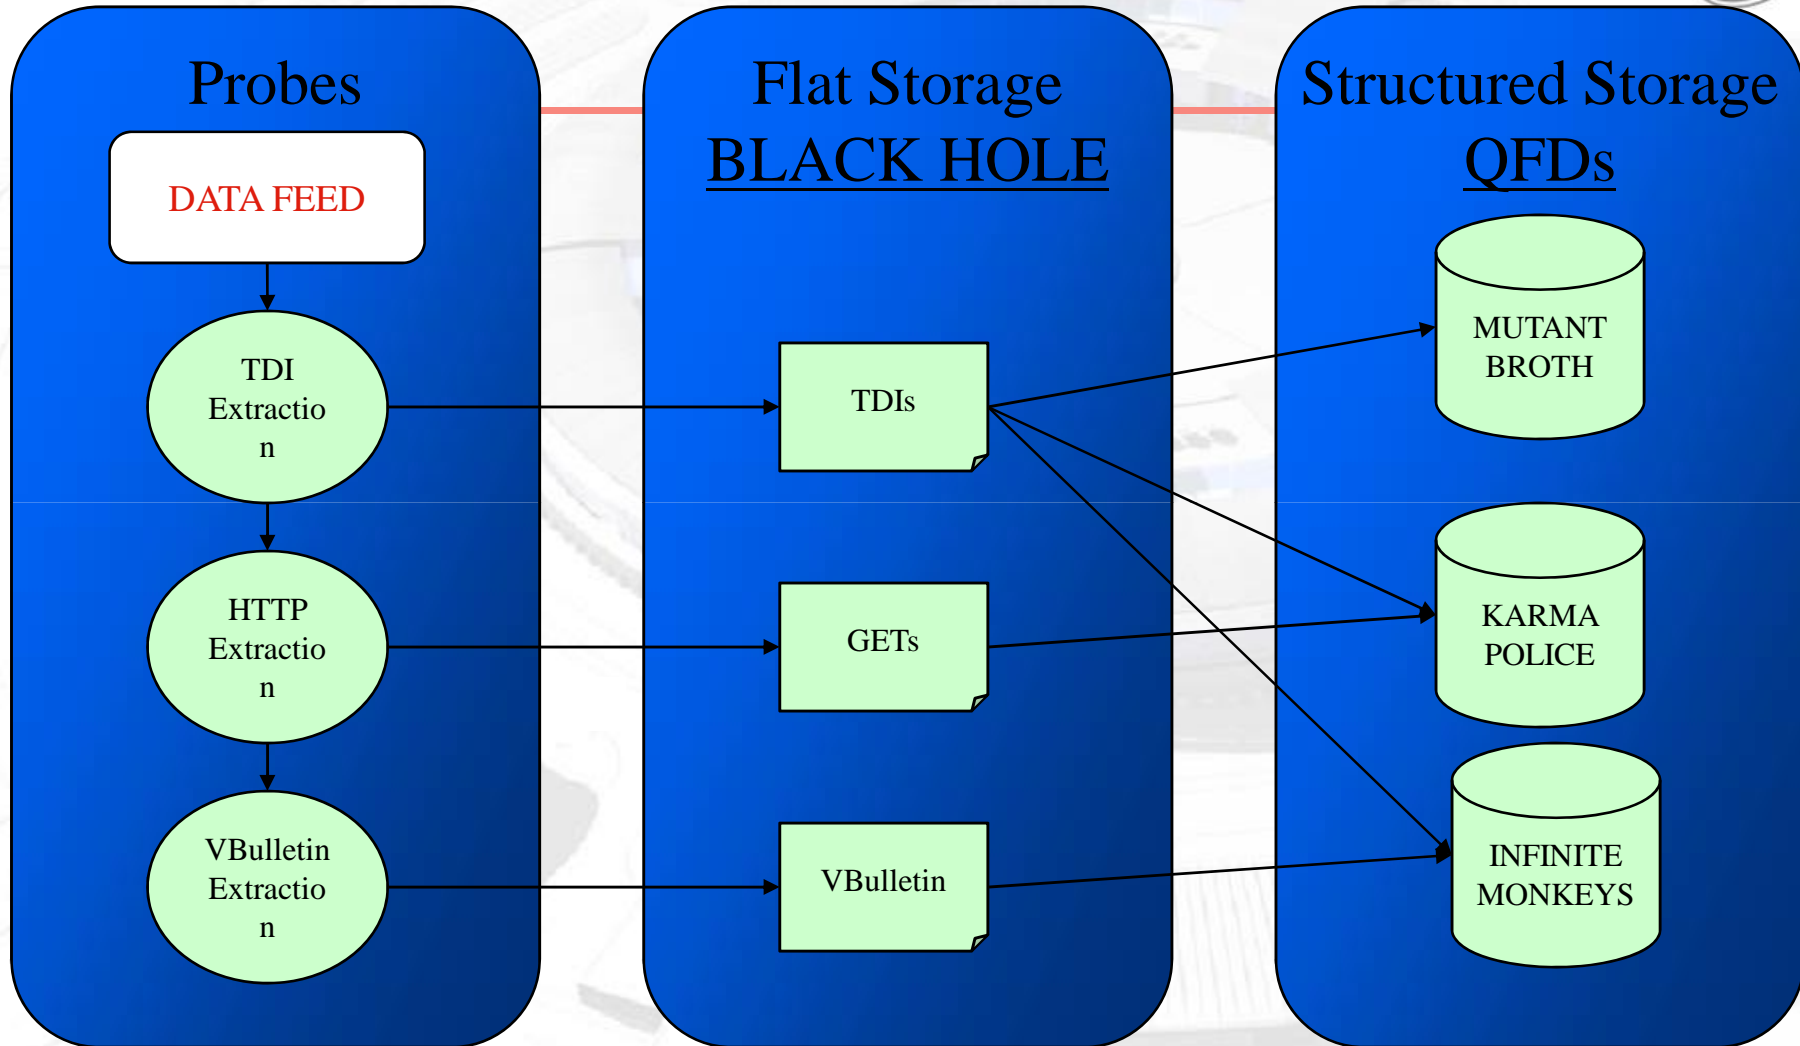 Probes
DATA FEED
TDI
Extractio
n
HTTP
Extractio
n
VBulletin
Extractio
n
Flat Storage
BLACK HOLE
TDIs
GETs
VBulletin
Structured Storage
QFDs
MUTANT
BROTH
KARMA
POLICE
INFINITE
MONKEYS